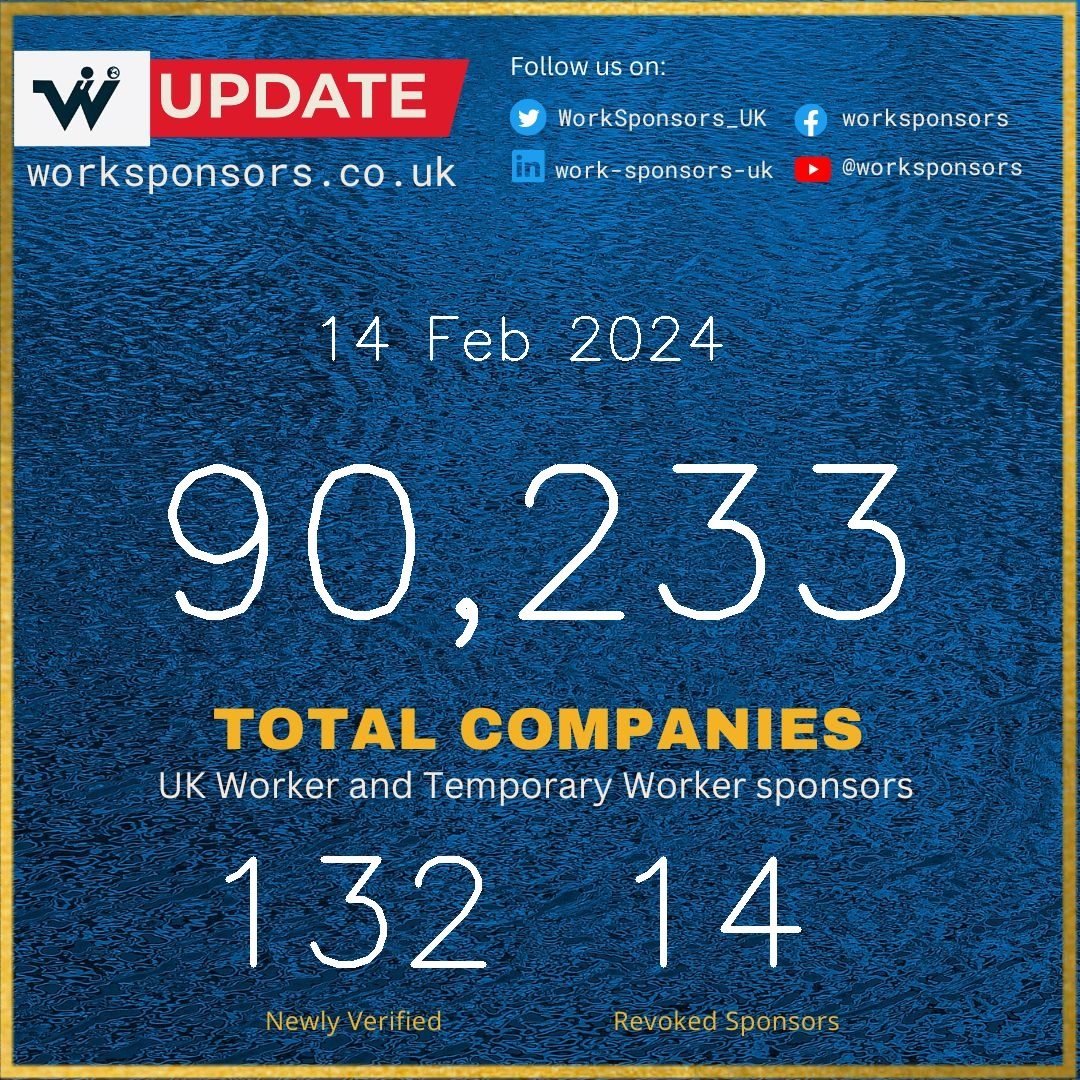 UPDATE
worksponsors.co.uk
Follow us on:
WorkSponsors_UK
worksponsors
work-sponsors-uk
@worksponsors
14 Feb 2024
90,233
TOTAL COMPANIES
UK Worker and Temporary Worker sponsors
132 14
Newly Verified Revoked Sponsors